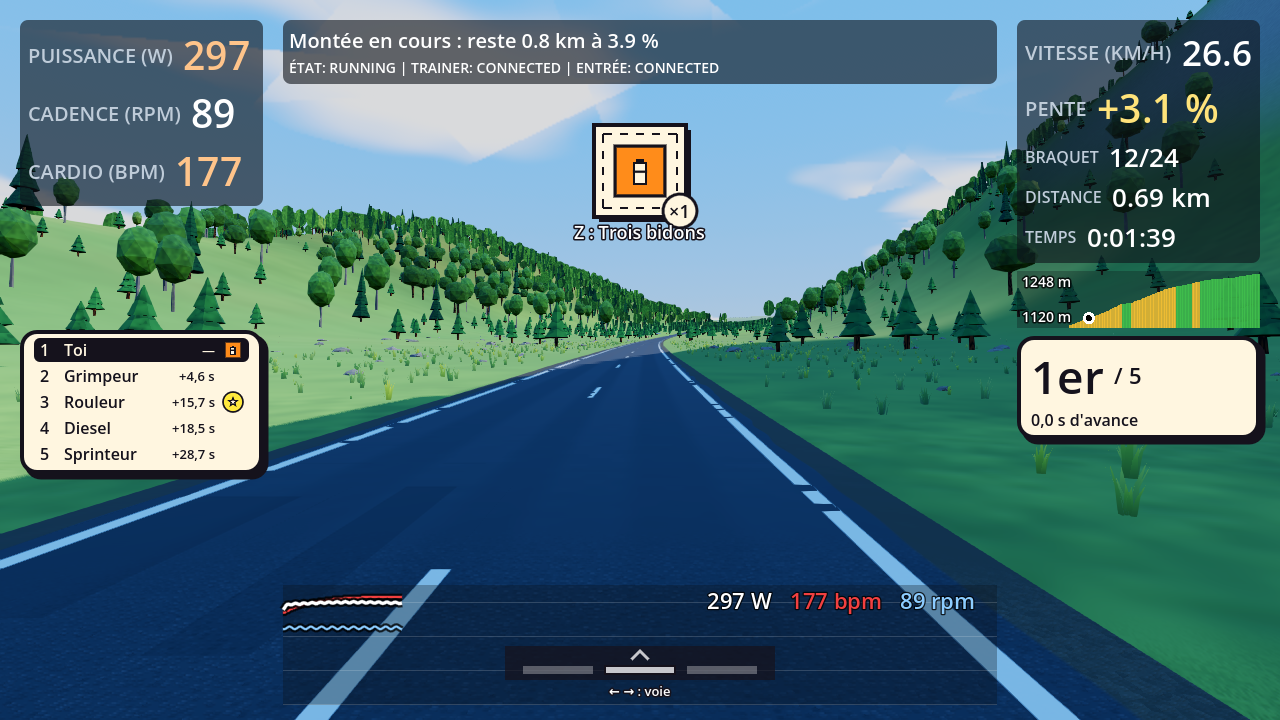 PUISSANCE (W) 297
CADENCE (RPM) 89
CARDIO (BPM) 177
Montée en cours : reste 0.8 km à 3.9 %
ÉTAT: RUNNING | TRAINER: CONNECTED | ENTRÉE: CONNECTED
VITESSE (KM/H) 26.6
PENTE +3.1 %
BRAQUET 12/24
DISTANCE 0.69 km
TEMPS 0:01:39
×1
Z : Trois bidons
1248 m
1120 m
1 Toi —
2 Grimpeur +4,6 s
3 Rouleur +15,7 s
4 Diesel +18,5 s
5 Sprinteur +28,7 s
1er / 5
0,0 s d'avance
297 W 177 bpm 89 rpm
← → : voie